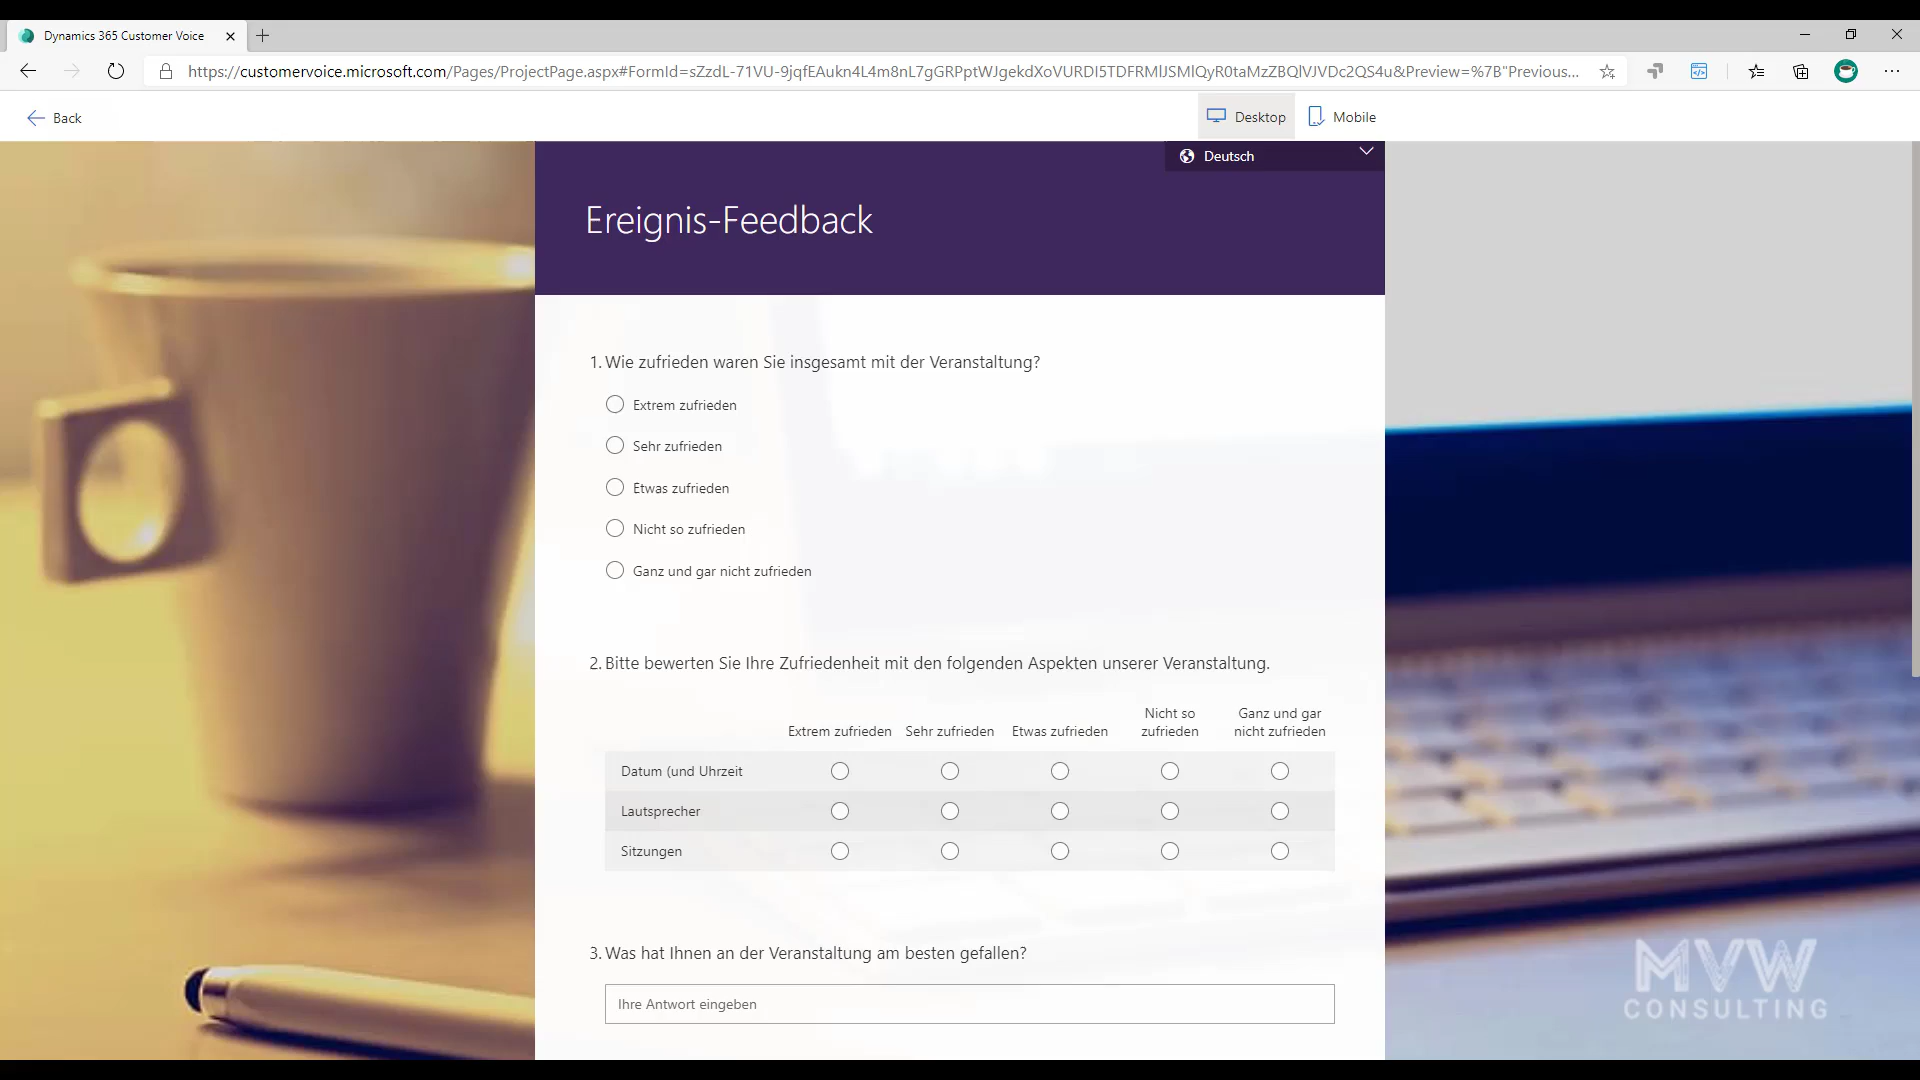 Dynamics 365 Customer Voice
https://customervoice.microsoft.com/Pages/ProjectPage.aspx#FormId=sZzdL-71VU-9jqfEAukn4L4m8nL7gGRPptWJgekdXoVURDI5TDFRMlJSMlQyR0taMzZBQlVJVDc2QS4u&Preview=%7B"Previous...
Back
Desktop
Mobile
Deutsch
Ereignis-Feedback
1. Wie zufrieden waren Sie insgesamt mit der Veranstaltung?
Extrem zufrieden
Sehr zufrieden
Etwas zufrieden
Nicht so zufrieden
Ganz und gar nicht zufrieden
2. Bitte bewerten Sie Ihre Zufriedenheit mit den folgenden Aspekten unserer Veranstaltung.
Extrem zufrieden Sehr zufrieden Etwas zufrieden Nicht so zufrieden Ganz und gar nicht zufrieden
Datum (und Uhrzeit
Lautsprecher
Sitzungen
3. Was hat Ihnen an der Veranstaltung am besten gefallen?
Ihre Antwort eingeben
MVW
CONSULTING